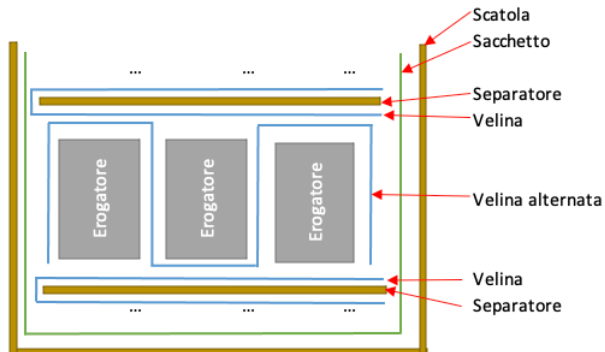 Scatola
Sacchetto
... ... ...
Separatore
Velina
Erogatore Erogatore Erogatore
Velina alternata
Velina
Separatore
... ... ...